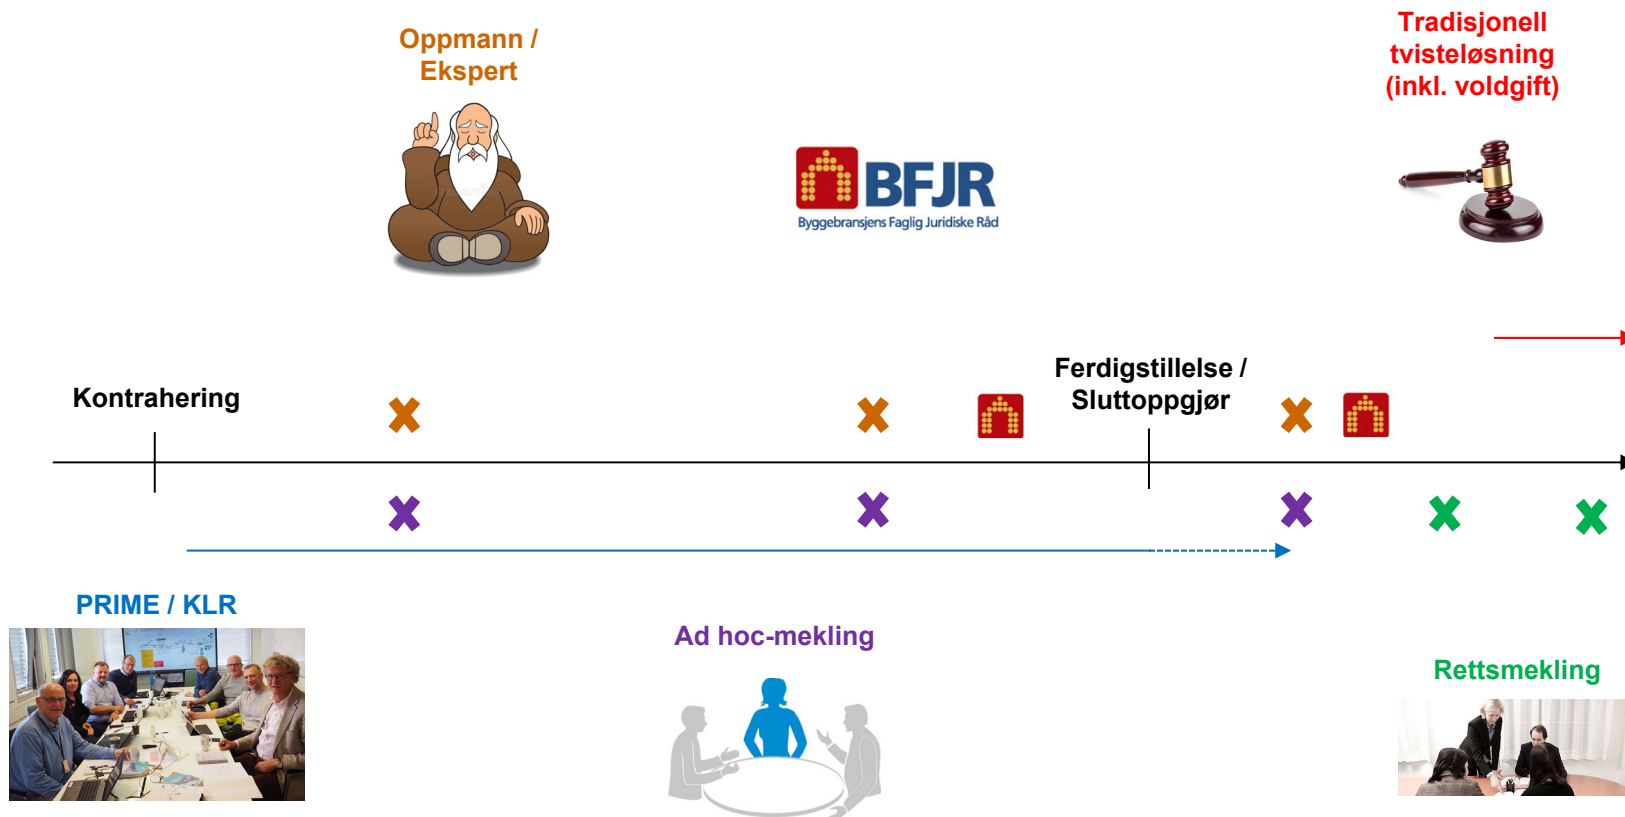 Oppmann /
Ekspert
Tradisjonell
tvisteløsning
(inkl. voldgift)
BFJR
Byggebransjens Faglig Juridiske Råd
Kontrahering
Ferdigstillelse /
Sluttoppgjør
PRIME / KLR
Ad hoc-mekling
Rettsmekling